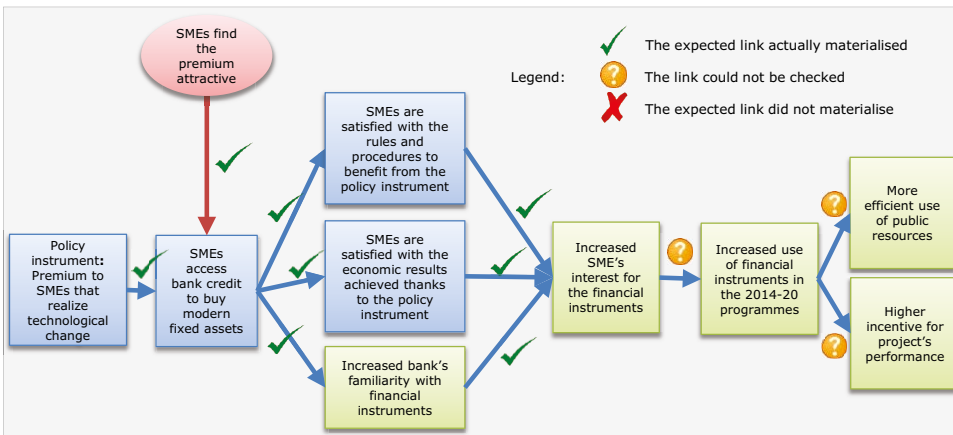 SMEs find
the
premium
attractive
The expected link actually materialised
Legend:
?
The link could not be checked
The expected link did not materialise
SMEs are
satisfied with the
rules and
procedures to
benefit from the
policy instrument
Policy
instrument:
Premium to
SMEs that
realize
technological
change
SMEs
access
bank credit
to buy
modern
fixed assets
SMEs are
satisfied with the
economic results
achieved thanks
to the policy
instrument
Increased bank's
familiarity with
financial
instruments
Increased
SME's
interest for
the financial
instruments
?
Increased use
of financial
instruments in
the 2014-20
programmes
?
More
efficient use
of public
resources
?
Higher
incentive for
project's
performance